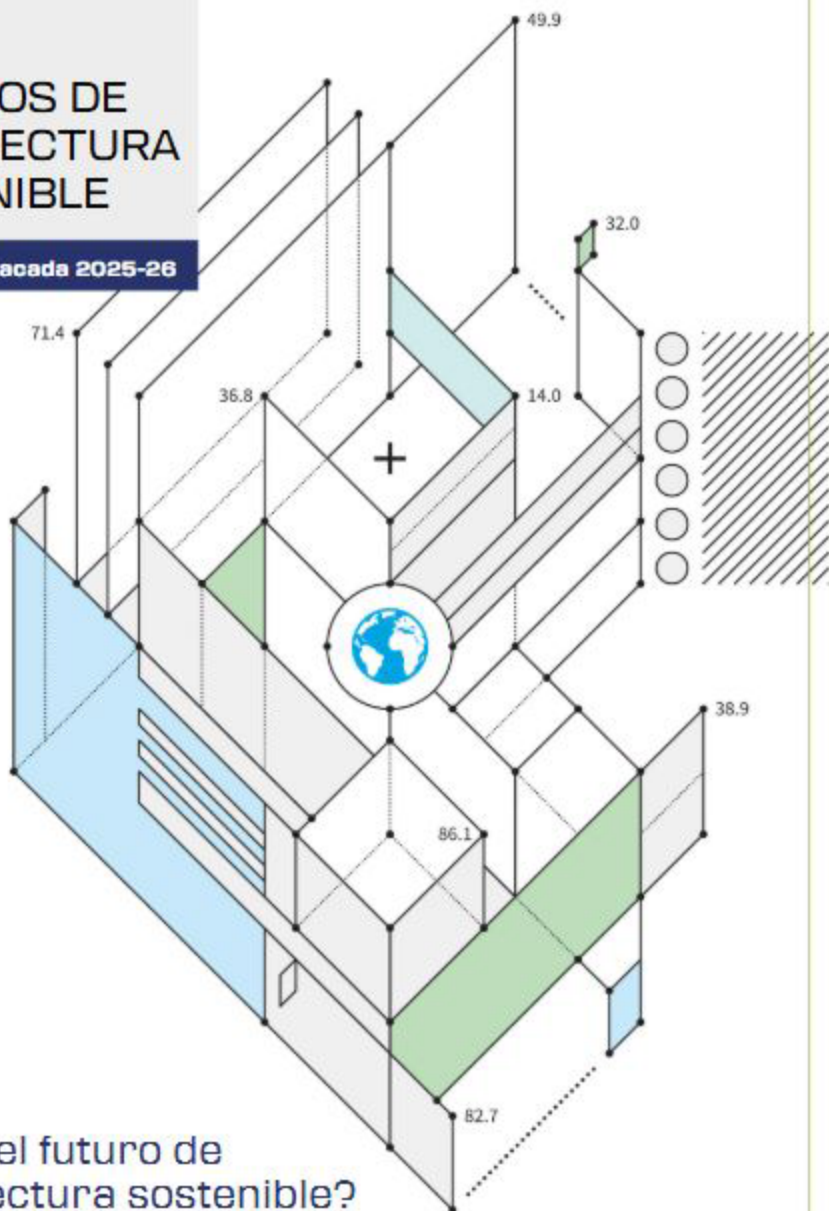 OS DE
ECTURA
NIBLE
acada 2025-26
49.9
32.0
71.4
36.8
14.0
38.9
86.1
82.7
el futuro de
ectura sostenible?